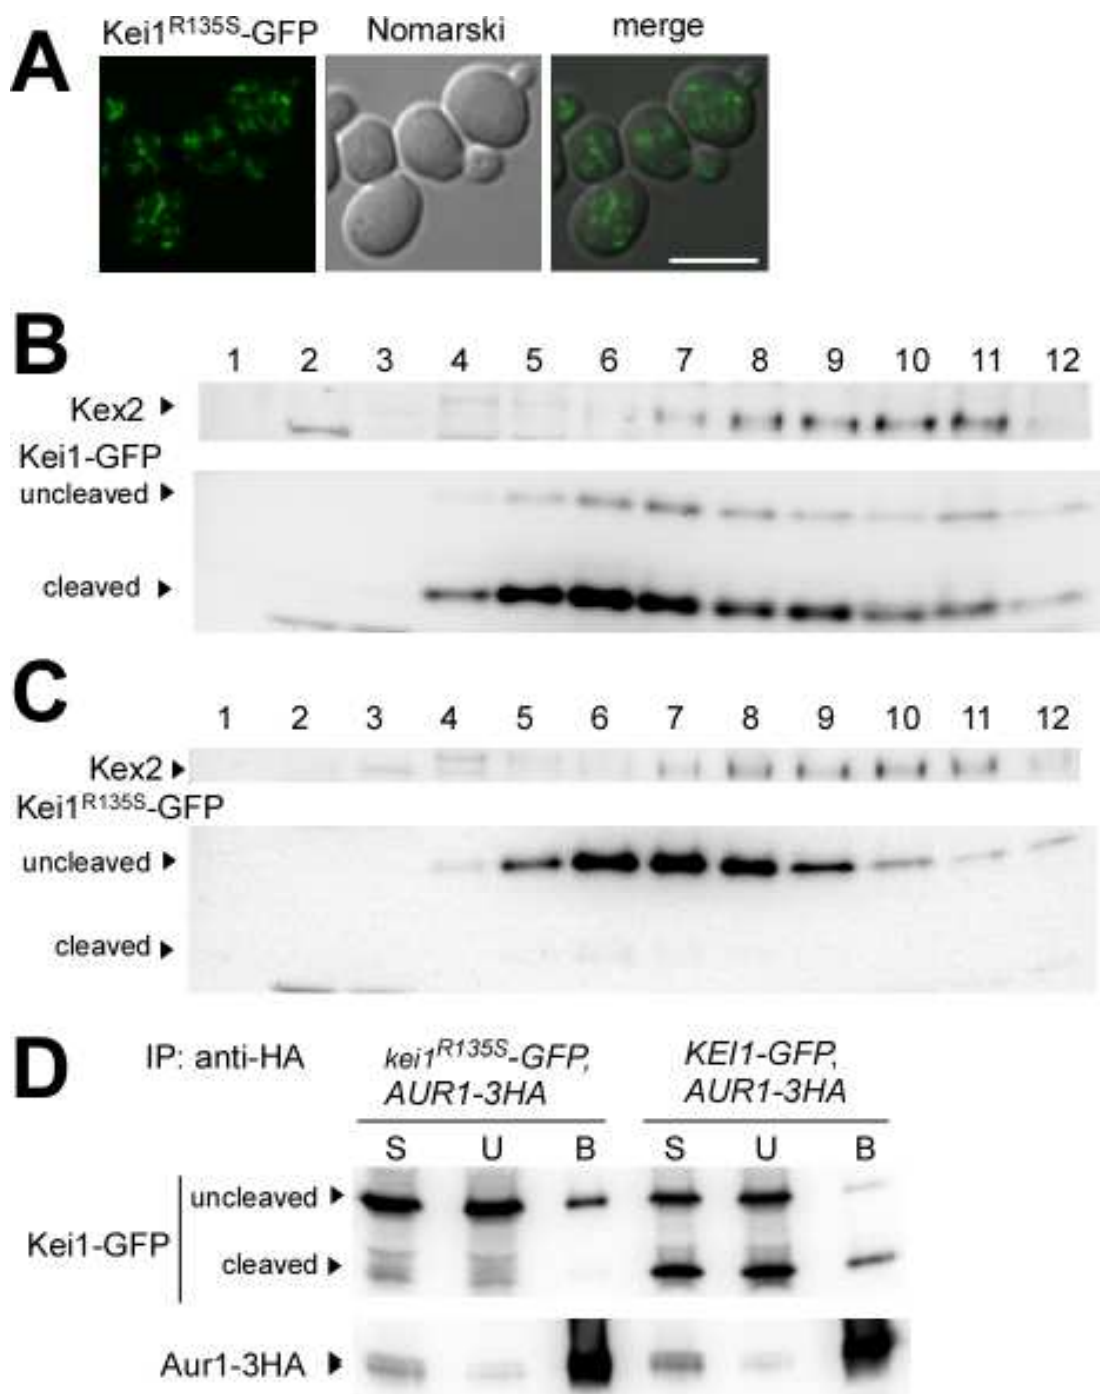 A
Kei1R135S-GFP Nomarski merge
B
1 2 3 4 5 6 7 8 9 10 11 12
Kex2
Kei1-GFP
uncleaved
cleaved
C
1 2 3 4 5 6 7 8 9 10 11 12
Kex2
Kei1R135S-GFP
uncleaved
cleaved
D
IP: anti-HA
kei1R135S-GFP,
AUR1-3HA
KEI1-GFP,
AUR1-3HA
S U B S U B
Kei1-GFP
uncleaved
cleaved
Aur1-3HA